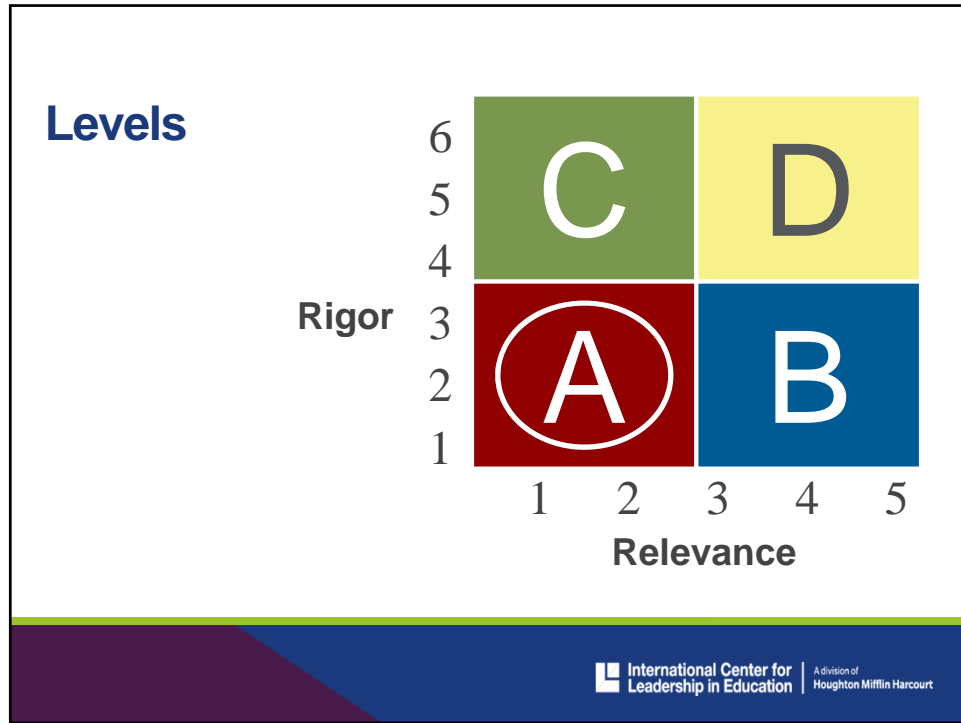 Levels
6
5
4
Rigor
3
2
1
C
D
A
B
1 2 3 4 5
Relevance
International Center for
Leadership in Education
A division of
Houghton Mifflin Harcourt